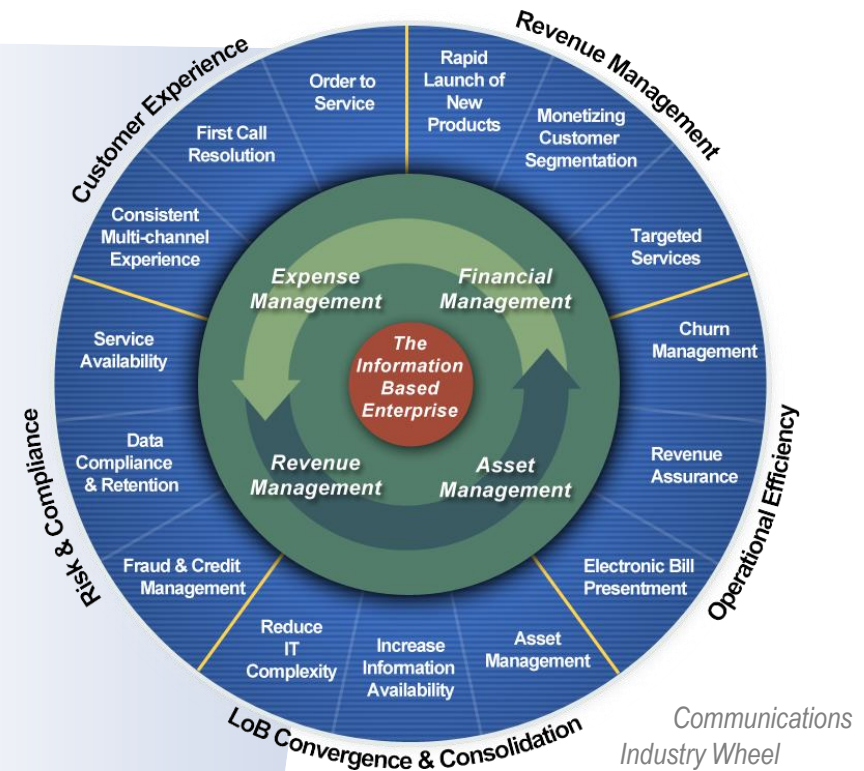 Customer Experience
Revenue Management
Order to
Service
Rapid
Launch of
New
Products
Monetizing
Customer
Segmentation
First Call
Resolution
Consistent
Multi-channel
Experience
Targeted
Services
Expense
Management
Financial
Management
The
Information
Based
Enterprise
Service
Availability
Churn
Management
Data
Compliance
& Retention
Revenue
Management
Asset
Management
Revenue
Assurance
Risk & Compliance
Operational Efficiency
Fraud & Credit
Management
Electronic Bill
Presentment
Reduce
IT
Complexity
Increase
Information
Availability
Asset
Management
LoB Convergence & Consolidation
Communications
Industry Wheel